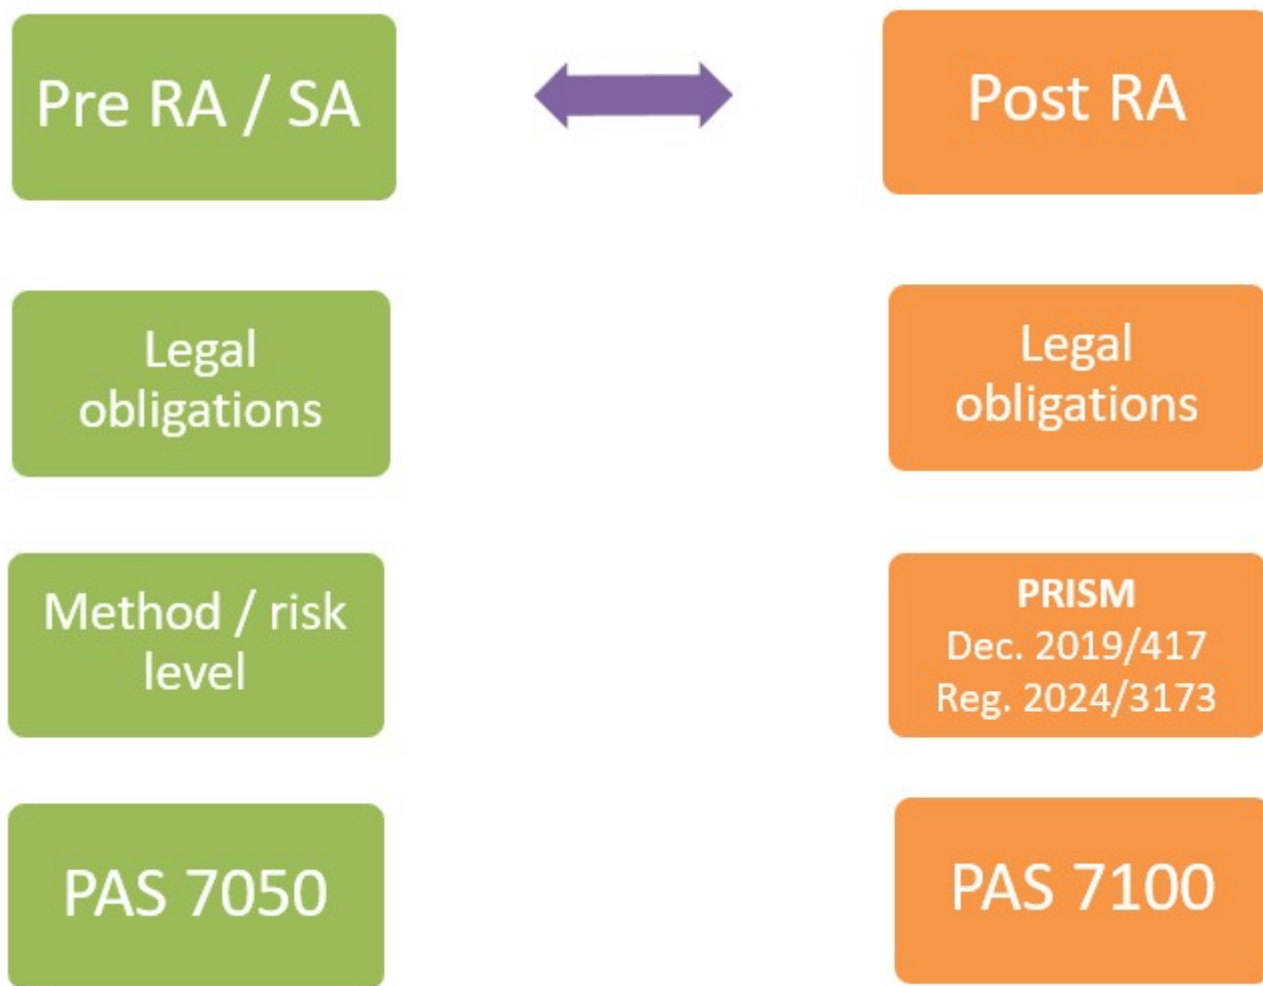 Pre RA / SA
Post RA
Legal
obligations
Legal
obligations
Method / risk
level
PRISM
Dec. 2019/417
Reg. 2024/3173
PAS 7050
PAS 7100